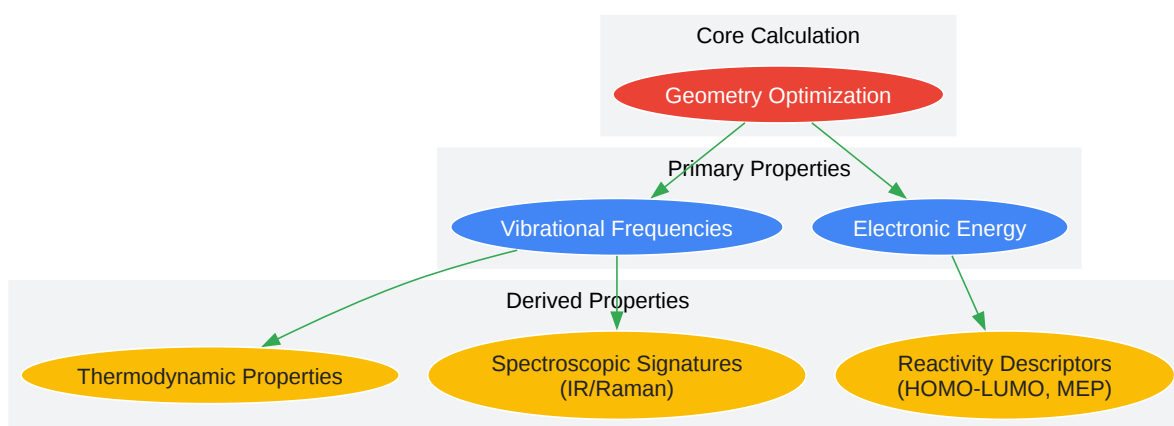 Core Calculation
Geometry Optimization
Primary Properties
Vibrational Frequencies
Electronic Energy
Derived Properties
Thermodynamic Properties
Spectroscopic Signatures
(IR/Raman)
Reactivity Descriptors
(HOMO-LUMO, MEP)